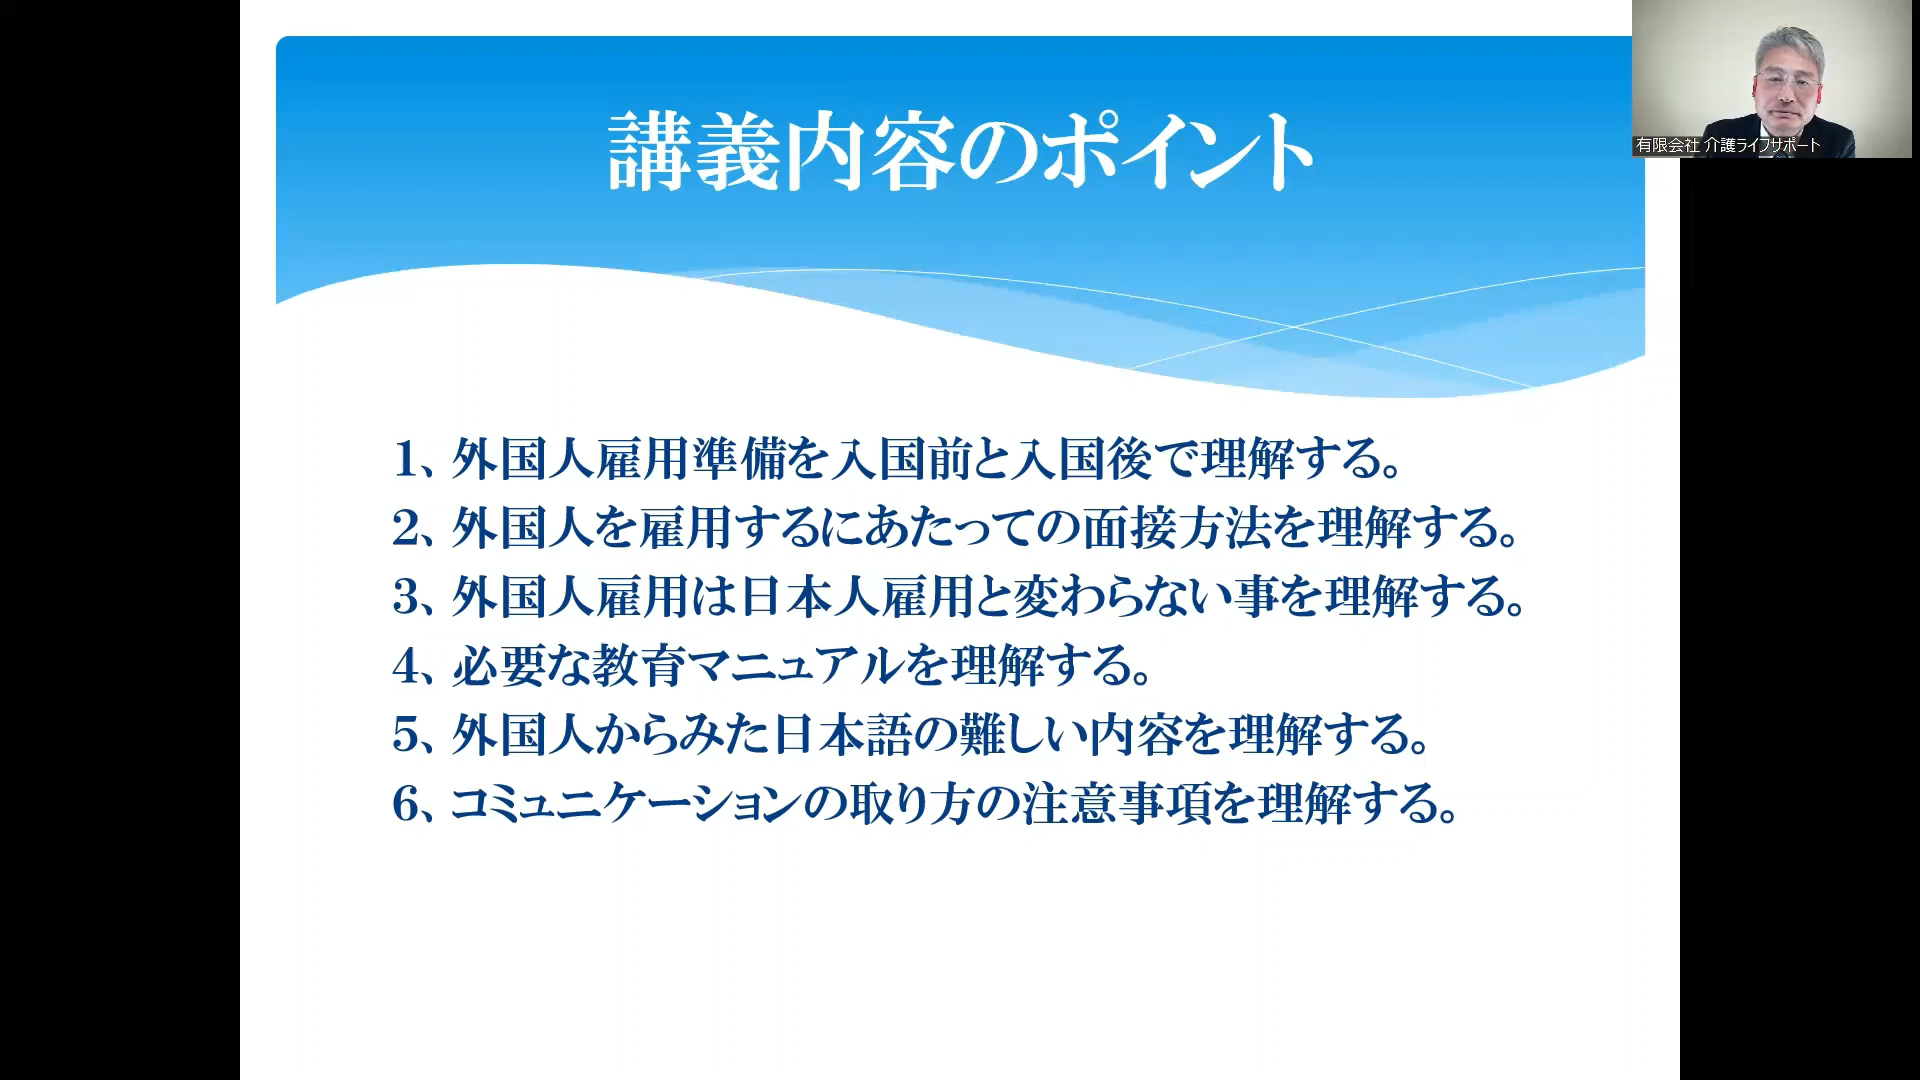 講義内容のポイント
有限会社 介護ライフサポート
1、外国人雇用準備を入国前と入国後で理解する。
2、外国人を雇用するにあたっての面接方法を理解する。
3、外国人雇用は日本人雇用と変わらない事を理解する。
4、必要な教育マニュアルを理解する。
5、外国人からみた日本語の難しい内容を理解する。
6、コミュニケーションの取り方の注意事項を理解する。